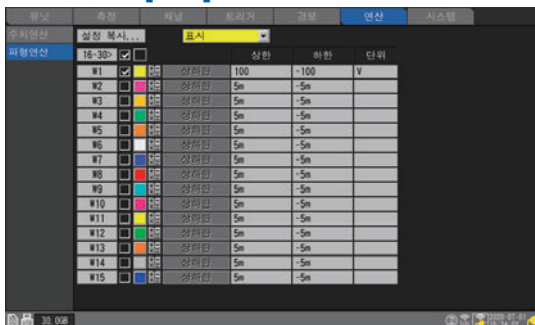 유닛 측정 채널 트리거 경보 연산 시스템
수치연산
파형연산
설정 복사... 표시
16-30> 상한 하한 단위
W1 상하한 100 -100 V
W2 상하한 5m -5m
W3 상하한 5m -5m
W4 상하한 5m -5m
W5 상하한 5m -5m
W6 상하한 5m -5m
W7 상하한 5m -5m
W8 상하한 5m -5m
W9 상하한 5m -5m
W10 상하한 5m -5m
W11 상하한 5m -5m
W12 상하한 5m -5m
W13 상하한 5m -5m
W14 상하한 5m -5m
W15 상하한 5m -5m
30.0GB 2020-07-01